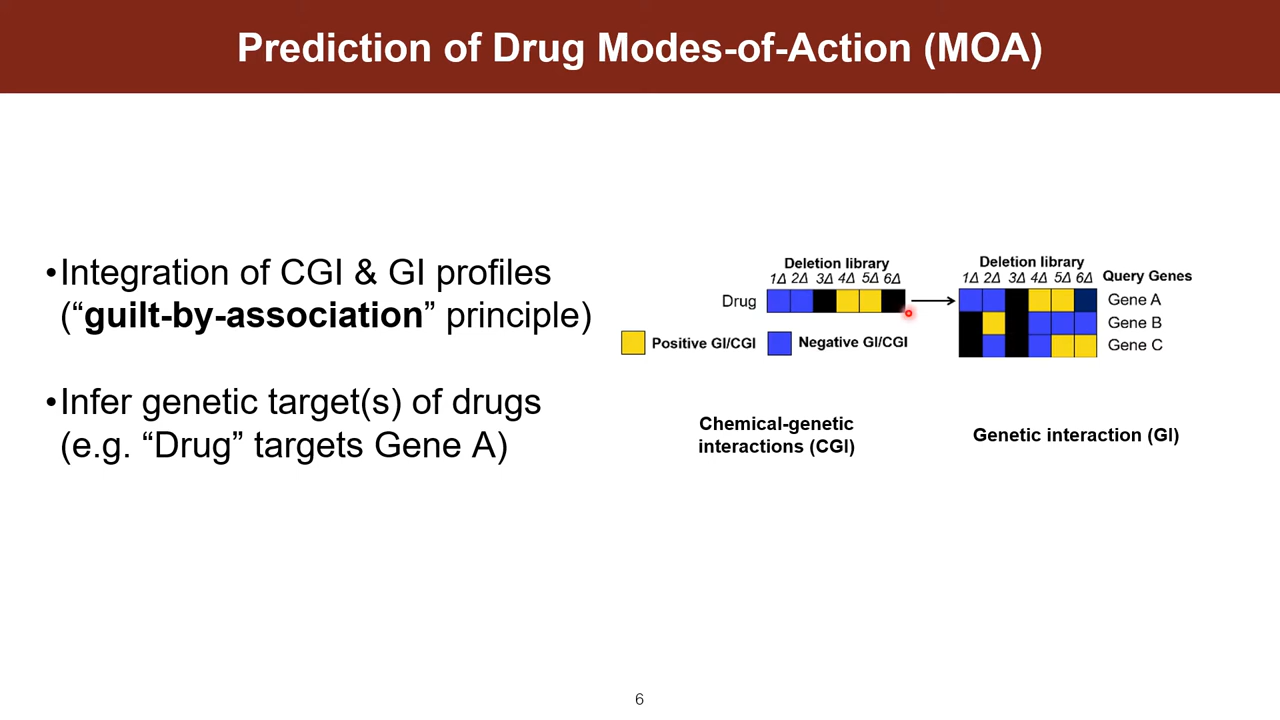 Prediction of Drug Modes-of-Action (MOA)
•Integration of CGI & GI profiles
(“guilt-by-association” principle)
•Infer genetic target(s) of drugs
(e.g. “Drug” targets Gene A)
Deletion library
1Δ 2Δ 3Δ 4Δ 5Δ 6Δ
Drug
Positive GI/CGI
Negative GI/CGI
Chemical-genetic
interactions (CGI)
Deletion library
1Δ 2Δ 3Δ 4Δ 5Δ 6Δ
Query Genes
Gene A
Gene B
Gene C
Genetic interaction (GI)
6